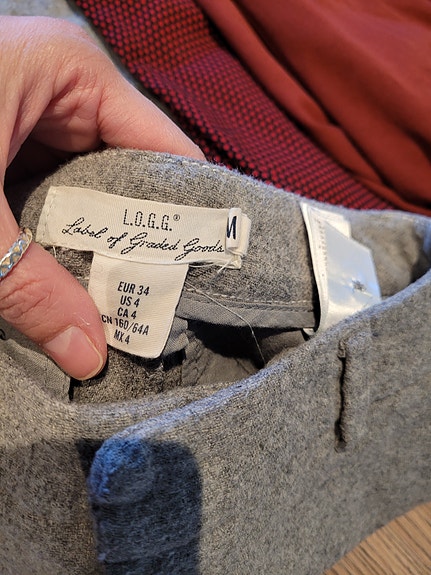 L.O.G.G.®
Label of Graded Goods
M
EUR 34
US 4
CA 4
CN 160/64A
MX 4